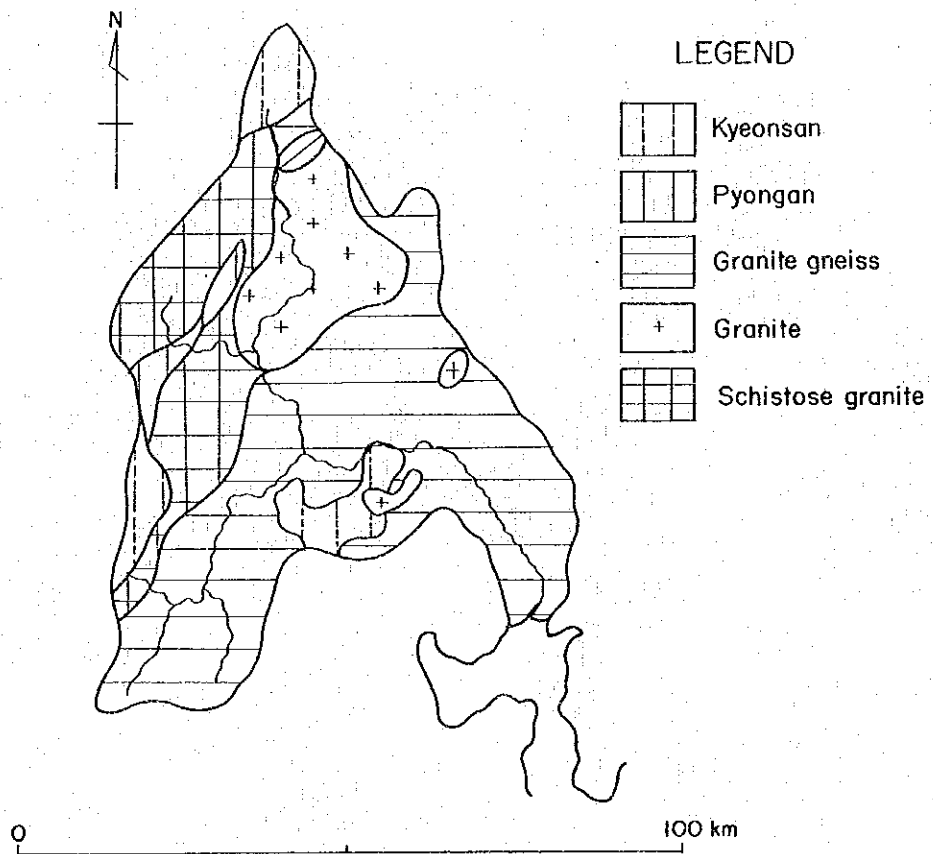 N
LEGEND
Kyeonsan
Pyongan
Granite gneiss
Granite
Schistose granite
0 100 km